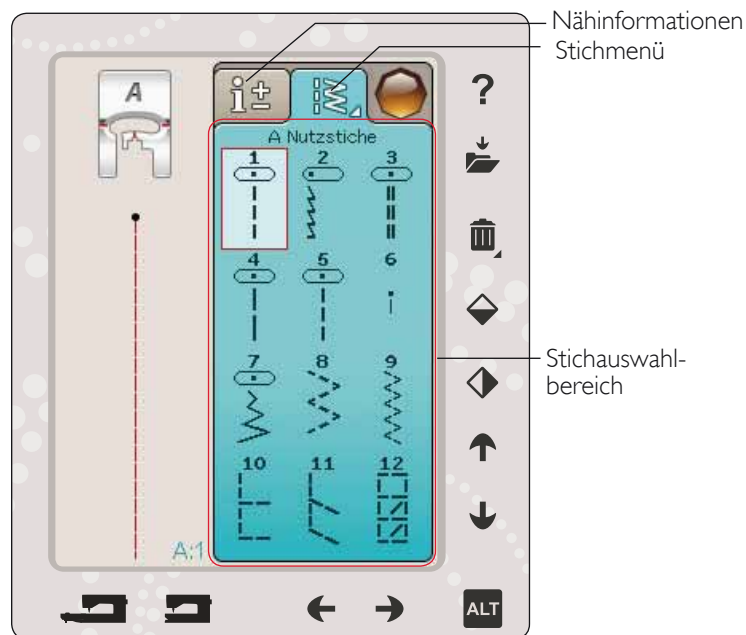 Nähinformationen
Stichmenü
A
i±
?
A Nutzstiche
1 2 3
4 5 6
7 8 9
Stichauswahl-
bereich
10 11 12
A:1
ALT